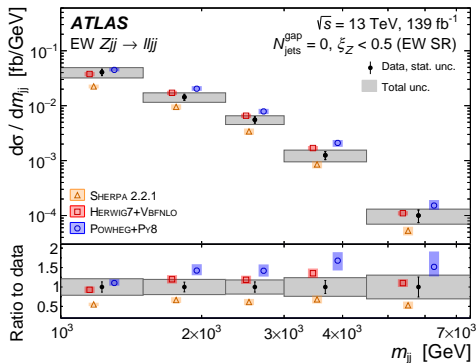 ATLAS
EW Zjj → lljj
√s = 13 TeV, 139 fb⁻¹
N^gap_jets = 0, ξ_Z < 0.5 (EW SR)
Data, stat. unc.
Total unc.
dσ / dm_jj [fb/GeV]
10⁻¹
10⁻²
10⁻³
10⁻⁴
SHERPA 2.2.1
HERWIG7+VBFNLO
POWHEG+PY8
Ratio to data
2
1.5
1
0.5
10³ 2×10³ 3×10³ 4×10³ 7×10³
m_jj [GeV]